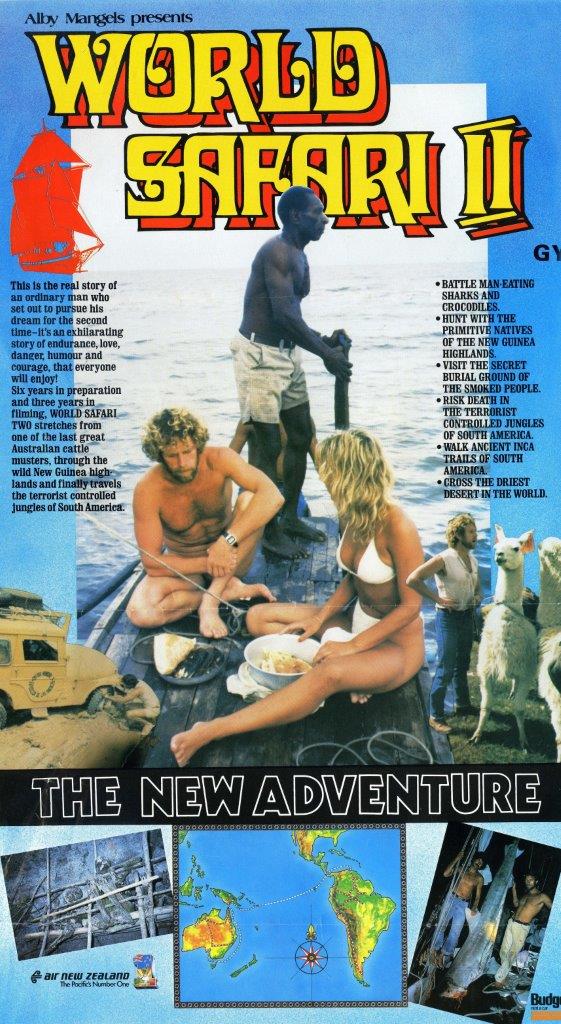 Alby Mangels presents
WORLD
SAFARI II
GY
This is the real story of
an ordinary man who
set out to pursue his
dream for the second
time–it's an exhilarating
story of endurance, love,
danger, humour and
courage, that everyone
will enjoy!
Six years in preparation
and three years in
filming, WORLD SAFARI
TWO stretches from
one of the last great
Australian cattle
musters, through the
wild New Guinea high-
lands and finally travels
the terrorist controlled
jungles of South America.
• BATTLE MAN-EATING
SHARKS AND
CROCODILES.
• HUNT WITH THE
PRIMITIVE NATIVES
OF THE NEW GUINEA
HIGHLANDS.
• VISIT THE SECRET
BURIAL GROUND OF
THE SMOKED PEOPLE.
• RISK DEATH IN
THE TERRORIST
CONTROLLED JUNGLES
OF SOUTH AMERICA.
• WALK ANCIENT INCA
TRAILS OF SOUTH
AMERICA.
• CROSS THE DRIEST
DESERT IN THE WORLD.
THE NEW ADVENTURE
air new zealand
The Pacific's Number One
Budg
rent a car